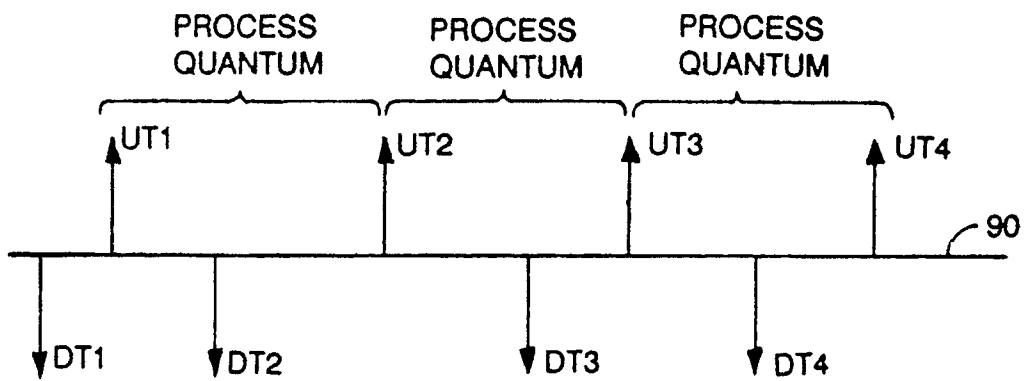 PROCESS
QUANTUM
PROCESS
QUANTUM
PROCESS
QUANTUM
UT1
UT2
UT3
UT4
90
DT1
DT2
DT3
DT4